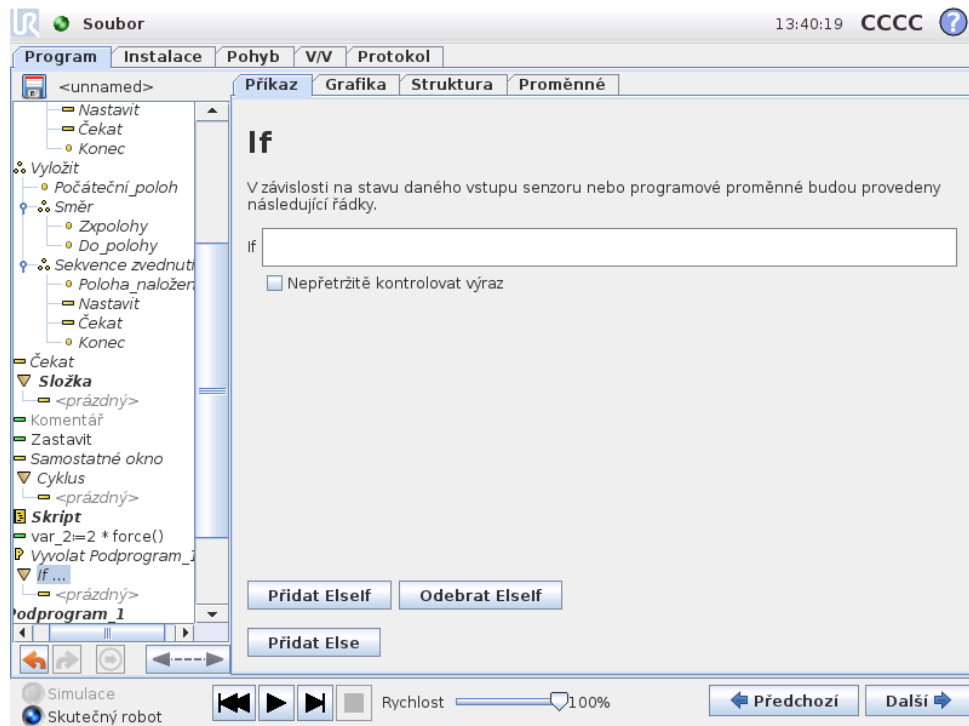 Soubor
13:40:19 CCCC ?
Program Instalace Pohyb V/V Protokol
<unnamed>
Příkaz Grafika Struktura Proměnné
Nastavit
Čekat
Konec
Vyložit
Počáteční_poloh
Směr
Zxpolohy
Do_polohy
Sekvence zvednutí
Poloha_naložen
Nastavit
Čekat
Konec
Čekat
Složka
<prázdný>
Komentář
Zastavit
Samostatné okno
Cyklus
<prázdný>
Skript
var_2≔2 * force()
Vyvolat Podprogram_1
If ...
<prázdný>
Podprogram_1
If
V závislosti na stavu daného vstupu senzoru nebo programové proměnné budou provedeny
následující řádky.
If
Nepřetržitě kontrolovat výraz
Přidat ElseIf Odebrat ElseIf
Přidat Else
Simulace
Skutečný robot
Rychlost 100%
Předchozí Další